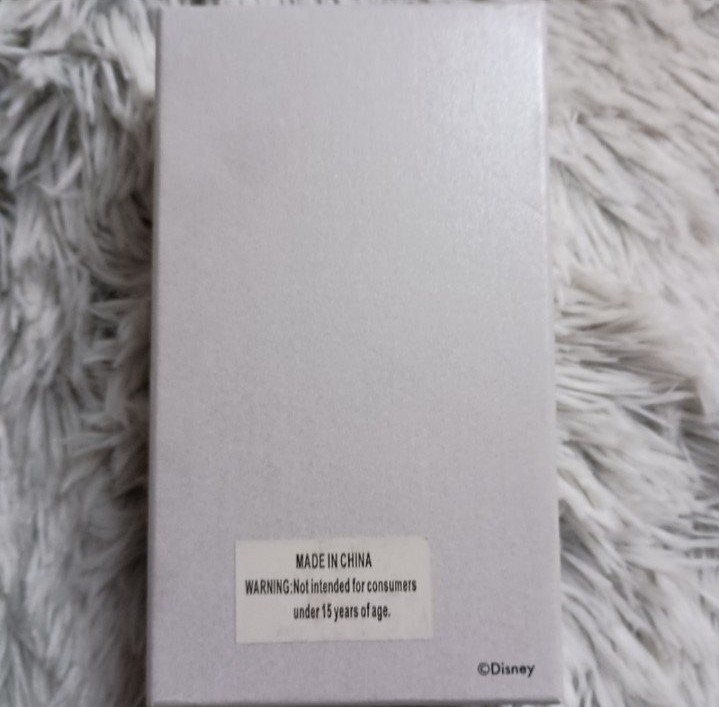 MADE IN CHINA
WARNING:Not intended for consumers
under 15 years of age.
©Disney